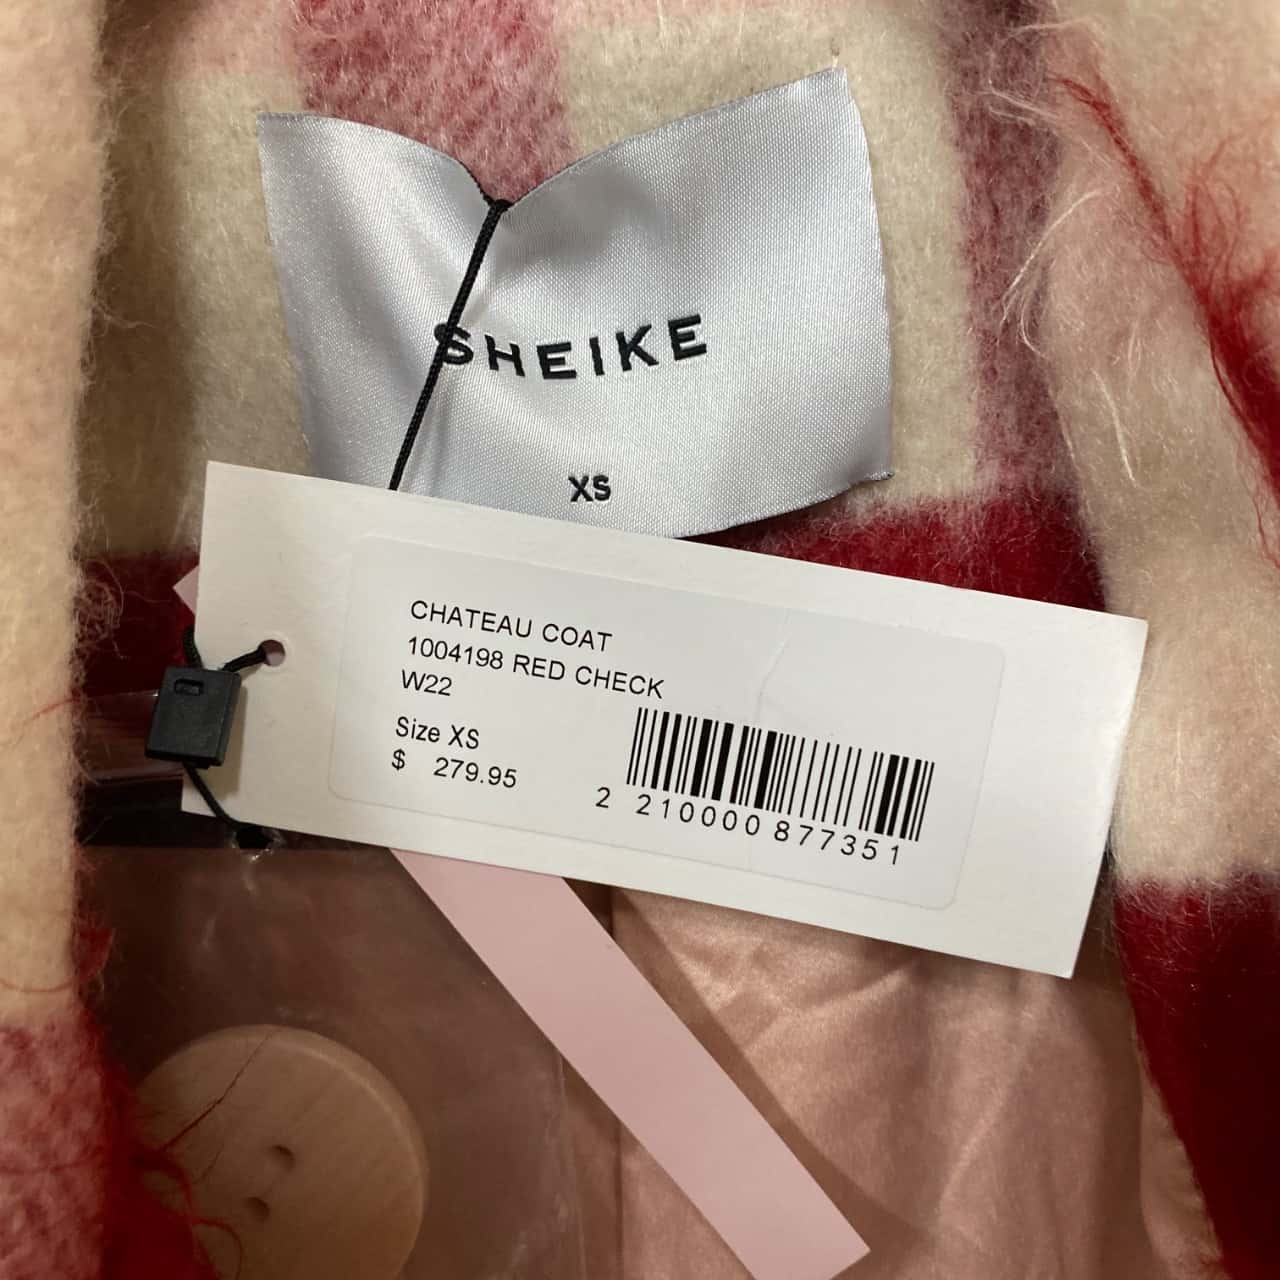 SHEIKE
XS
CHATEAU COAT
1004198 RED CHECK
W22
Size XS
$ 279.95
2 210000 877351